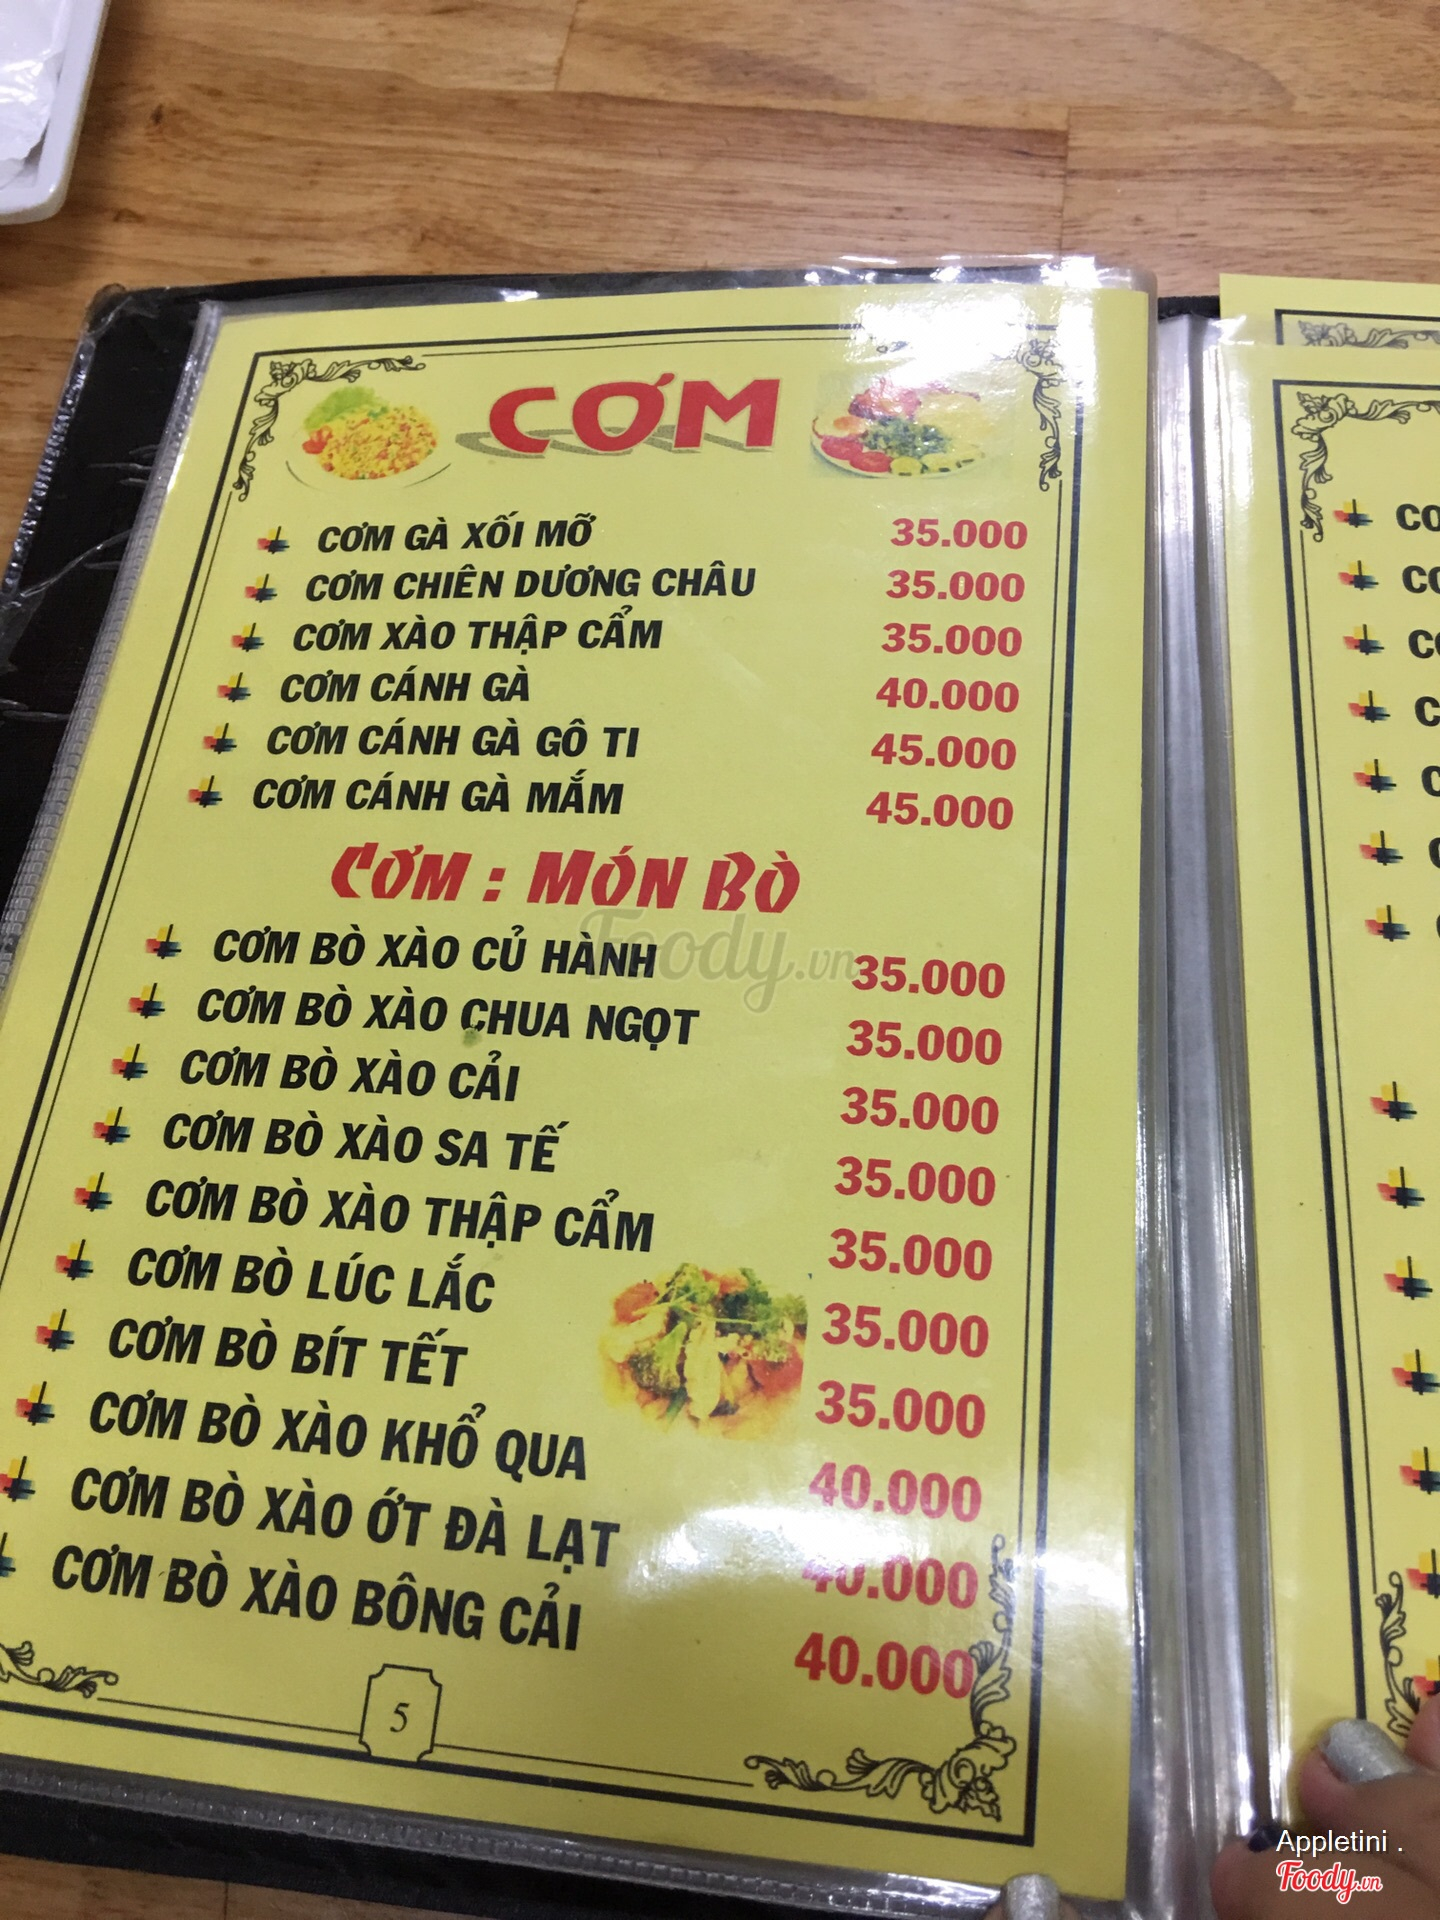 CƠM
CƠM GÀ XỐI MỠ 35.000
CƠM CHIÊN DƯƠNG CHÂU 35.000
CƠM XÀO THẬP CẨM 35.000
CƠM CÁNH GÀ 40.000
CƠM CÁNH GÀ GÔ TI 45.000
CƠM CÁNH GÀ MẮM 45.000
CƠM : MÓN BÒ
CƠM BÒ XÀO CỦ HÀNH 35.000
CƠM BÒ XÀO CHUA NGỌT 35.000
CƠM BÒ XÀO CẢI 35.000
CƠM BÒ XÀO SA TẾ 35.000
CƠM BÒ XÀO THẬP CẨM 35.000
CƠM BÒ LÚC LẮC 35.000
CƠM BÒ BÍT TẾT 35.000
CƠM BÒ XÀO KHỔ QUA 40.000
CƠM BÒ XÀO ỚT ĐÀ LẠT 40.000
CƠM BÒ XÀO BÔNG CẢI 40.000
5
Foody.vn
Appletini .
Foody.vn